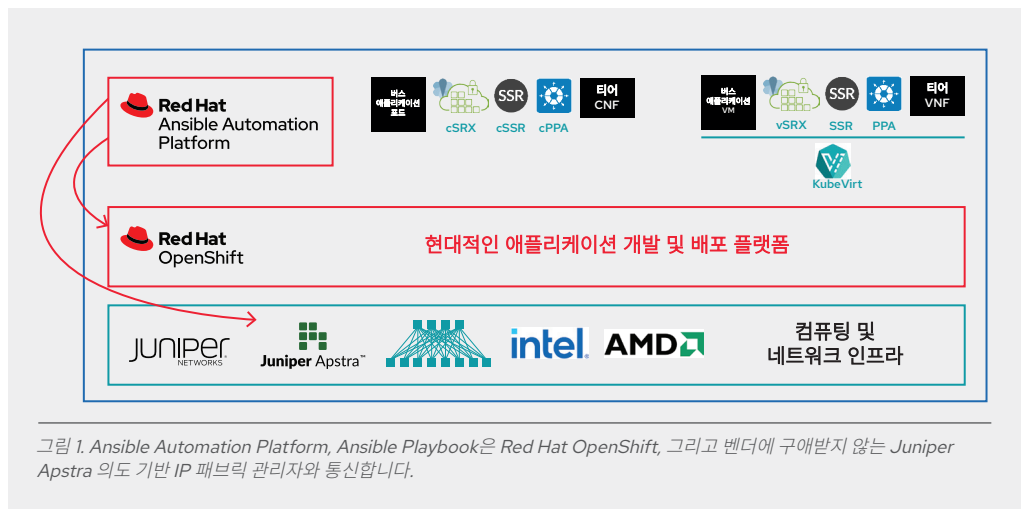 Red Hat
Ansible Automation
Platform
버스
애플리케이션
포드
cSRX
SSR
cSSR
cPPA
티어
CNF
버스
애플리케이션
VM
vSRX
SSR
SSR
PPA
티어
VNF
KubeVirt
Red Hat
OpenShift
현대적인 애플리케이션 개발 및 배포 플랫폼
JUNIPEr
NETWORKS
Juniper Apstra™
intel.
AMD
컴퓨팅 및
네트워크 인프라
그림 1. Ansible Automation Platform, Ansible Playbook은 Red Hat OpenShift, 그리고 벤더에 구애받지 않는 Juniper
Apstra 의도 기반 IP 패브릭 관리자와 통신합니다.